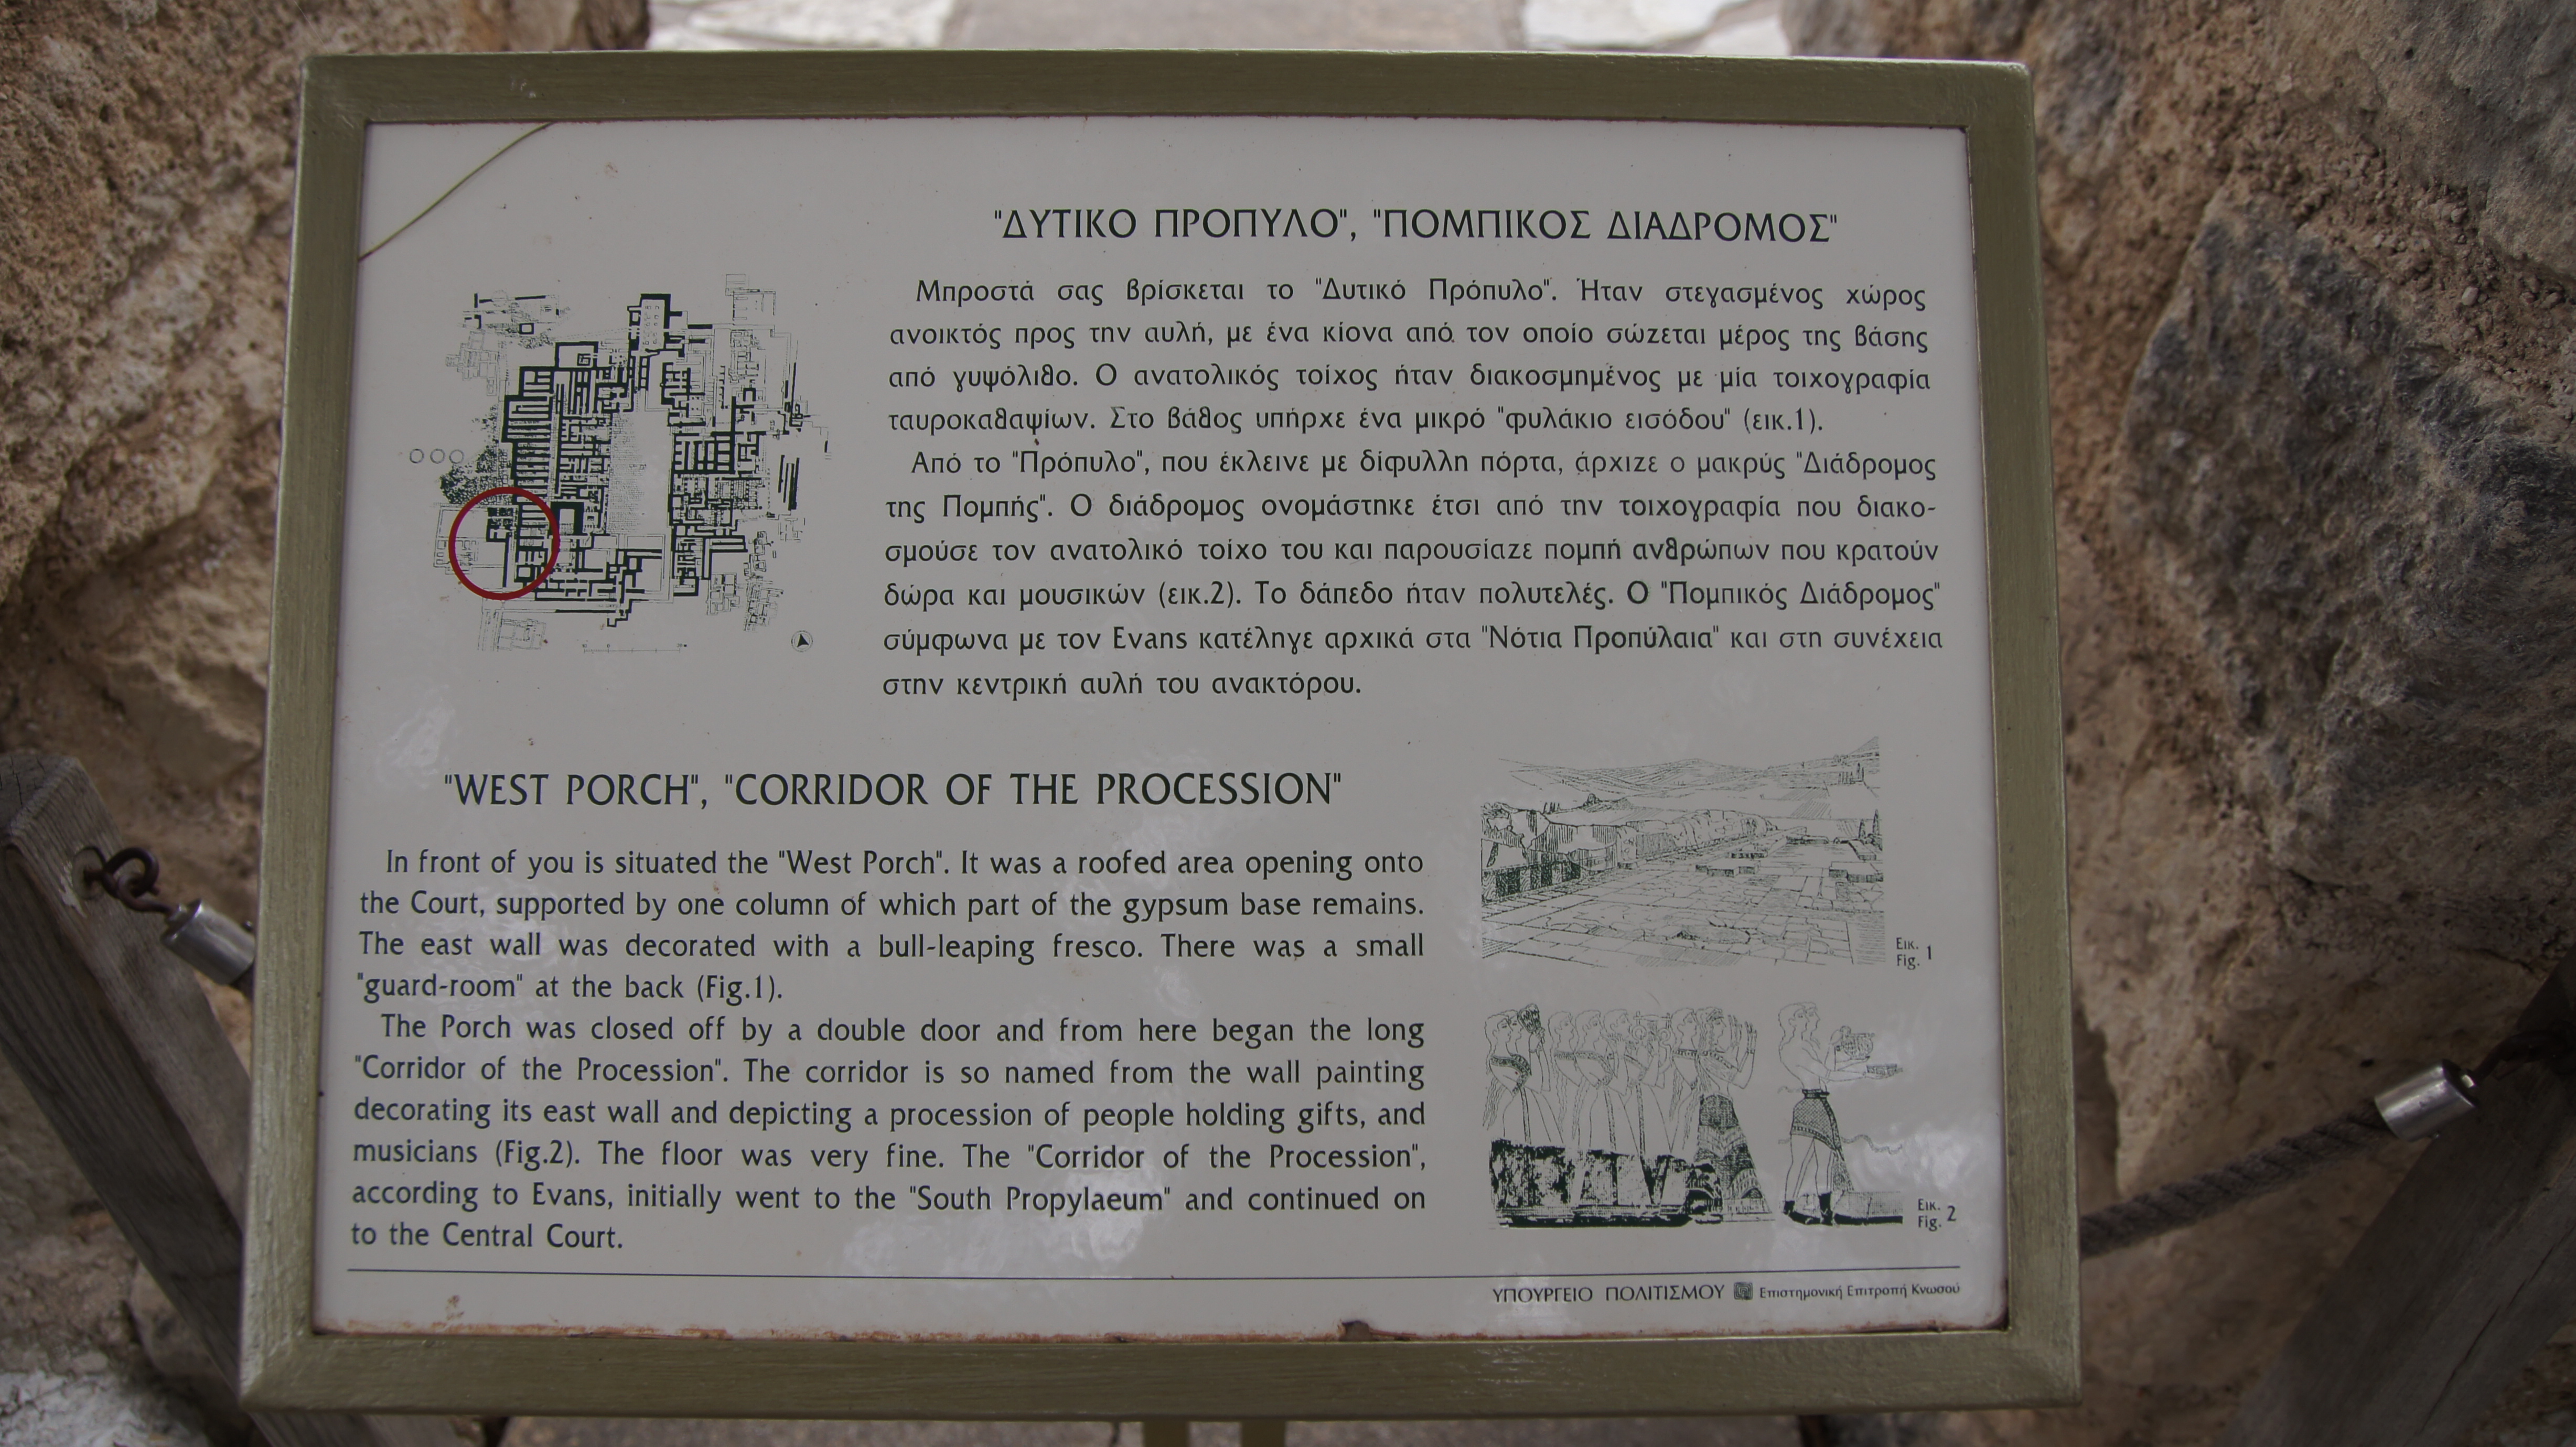 "ΔΥΤΙΚΟ ΠΡΟΠΥΛΟ", "ΠΟΜΠΙΚΟΣ ΔΙΑΔΡΟΜΟΣ"
Μπροστά σας βρίσκεται το "Δυτικό Πρόπυλο". Ήταν στεγασμένος χώρος
ανοικτός προς την αυλή, με ένα κίονα από τον οποίο σώζεται μέρος της βάσης
από γυψόλιθο. Ο ανατολικός τοίχος ήταν διακοσμημένος με μία τοιχογραφία
ταυροκαθαψίων. Στο βάθος υπήρχε ένα μικρό "φυλάκιο εισόδου" (εικ.1).
Από το "Πρόπυλο", που έκλεινε με δίφυλλη πόρτα, άρχιζε ο μακρύς "Διάδρομος
της Πομπής". Ο διάδρομος ονομάστηκε έτσι από την τοιχογραφία που διακο-
σμούσε τον ανατολικό τοίχο του και παρουσίαζε πομπή ανθρώπων που κρατούν
δώρα και μουσικών (εικ.2). Το δάπεδο ήταν πολυτελές. Ο "Πομπικός Διάδρομος"
σύμφωνα με τον Evans κατέληγε αρχικά στα "Νότια Προπύλαια" και στη συνέχεια
στην κεντρική αυλή του ανακτόρου.
"WEST PORCH", "CORRIDOR OF THE PROCESSION"
In front of you is situated the "West Porch". It was a roofed area opening onto
the Court, supported by one column of which part of the gypsum base remains.
The east wall was decorated with a bull-leaping fresco. There was a small
"guard-room" at the back (Fig.1).
The Porch was closed off by a double door and from here began the long
"Corridor of the Procession". The corridor is so named from the wall painting
decorating its east wall and depicting a procession of people holding gifts, and
musicians (Fig.2). The floor was very fine. The "Corridor of the Procession",
according to Evans, initially went to the "South Propylaeum" and continued on
to the Central Court.
Εικ.
Fig. 1
Εικ.
Fig. 2
ΥΠΟΥΡΓΕΙΟ ΠΟΛΙΤΙΣΜΟΥ Επιστημονική Επιτροπή Κνωσού